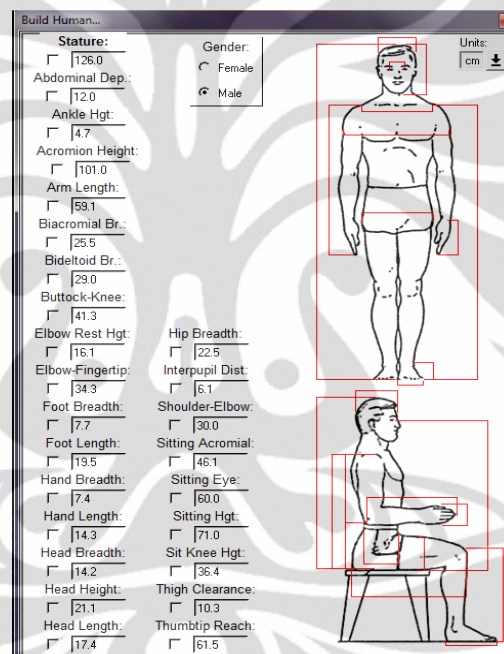 Build Human...
Stature:
126.0
Abdominal Dep.:
12.0
Ankle Hgt:
4.7
Acromion Height:
101.0
Arm Length:
59.1
Biacromial Br.:
25.5
Bideltoid Br.:
29.0
Buttock-Knee:
41.3
Elbow Rest Hgt:
16.1
Elbow-Fingertip:
34.3
Foot Breadth:
7.7
Foot Length:
19.5
Hand Breadth:
7.4
Hand Length:
14.3
Head Breadth:
14.2
Head Height:
21.1
Head Length:
17.4
Hip Breadth:
22.5
Interpupil Dist:
6.1
Shoulder-Elbow:
30.0
Sitting Acromial:
46.1
Sitting Eye:
60.0
Sitting Hgt:
71.0
Sit Knee Hgt:
36.4
Thigh Clearance:
10.3
Thumbtip Reach:
61.5
Gender:
Female
Male
Units:
cm